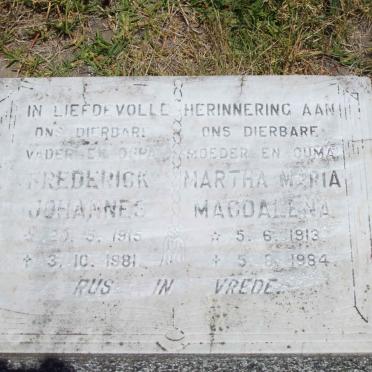 IN LIEFDEVOLLE HERINNERING AAN
ONS DIERBARE ONS DIERBARE
VADER EN OUPA MOEDER EN OUMA
FREDERICK MARTHA MARIA
JOHANNES MAGDALENA
5. 1915 ☆ 5. 6. 1913
✝ 3. 10. 1981 ✝ 1984
RUS IN VREDE